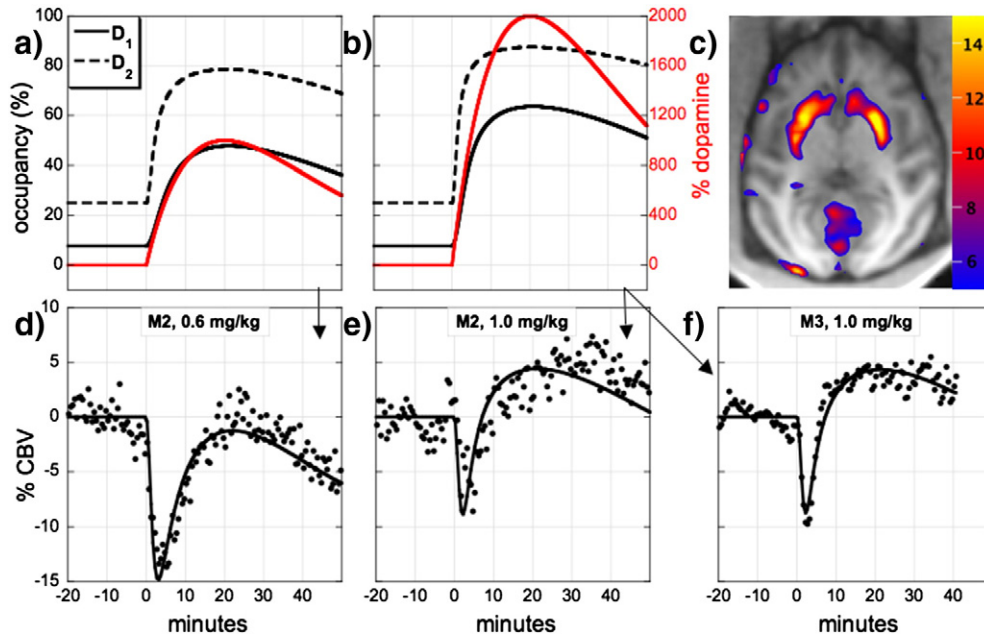 a)
D1
D2
b)
c)
occupancy (%)
100
80
60
40
20
0
2000
1600
1200
800
400
0
% dopamine
14
12
10
8
6
d)
M2, 0.6 mg/kg
e)
M2, 1.0 mg/kg
f)
M3, 1.0 mg/kg
% CBV
10
5
0
-5
-10
-15
-20 -10 0 10 20 30 40
-20 -10 0 10 20 30 40
-20 -10 0 10 20 30 40
minutes
minutes
minutes